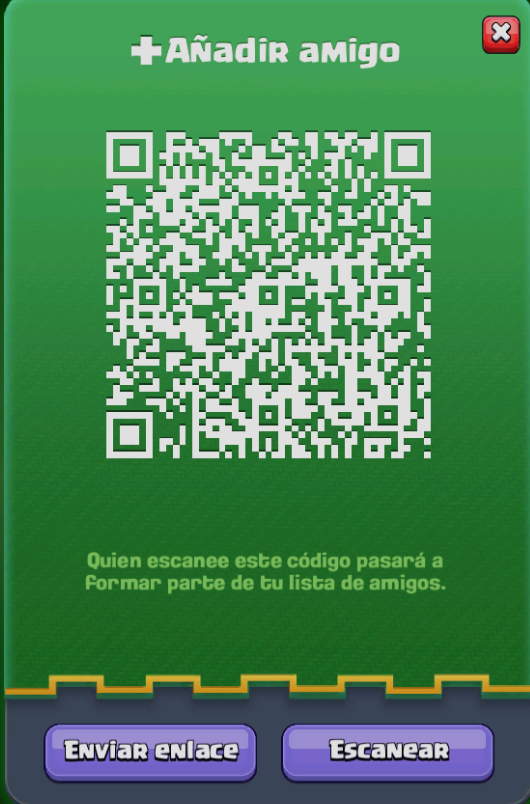 Añadir amigo
Quien escanee este código pasará a
formar parte de tu lista de amigos.
Enviar enlace
Escanear